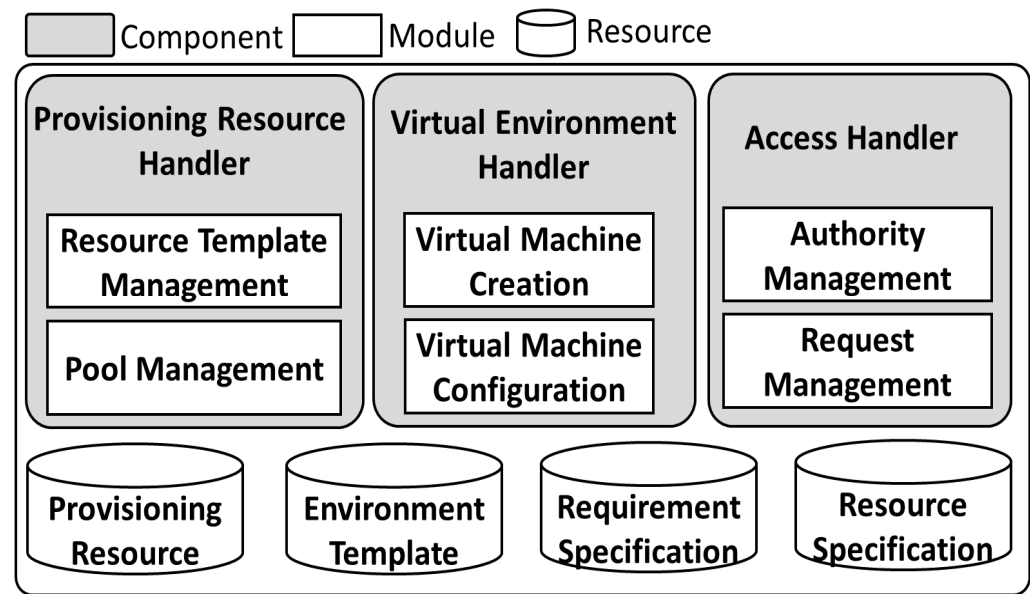 Component Module Resource
Provisioning Resource
Handler
Virtual Environment
Handler
Access Handler
Resource Template
Management
Pool Management
Virtual Machine
Creation
Virtual Machine
Configuration
Authority
Management
Request
Management
Provisioning
Resource
Environment
Template
Requirement
Specification
Resource
Specification